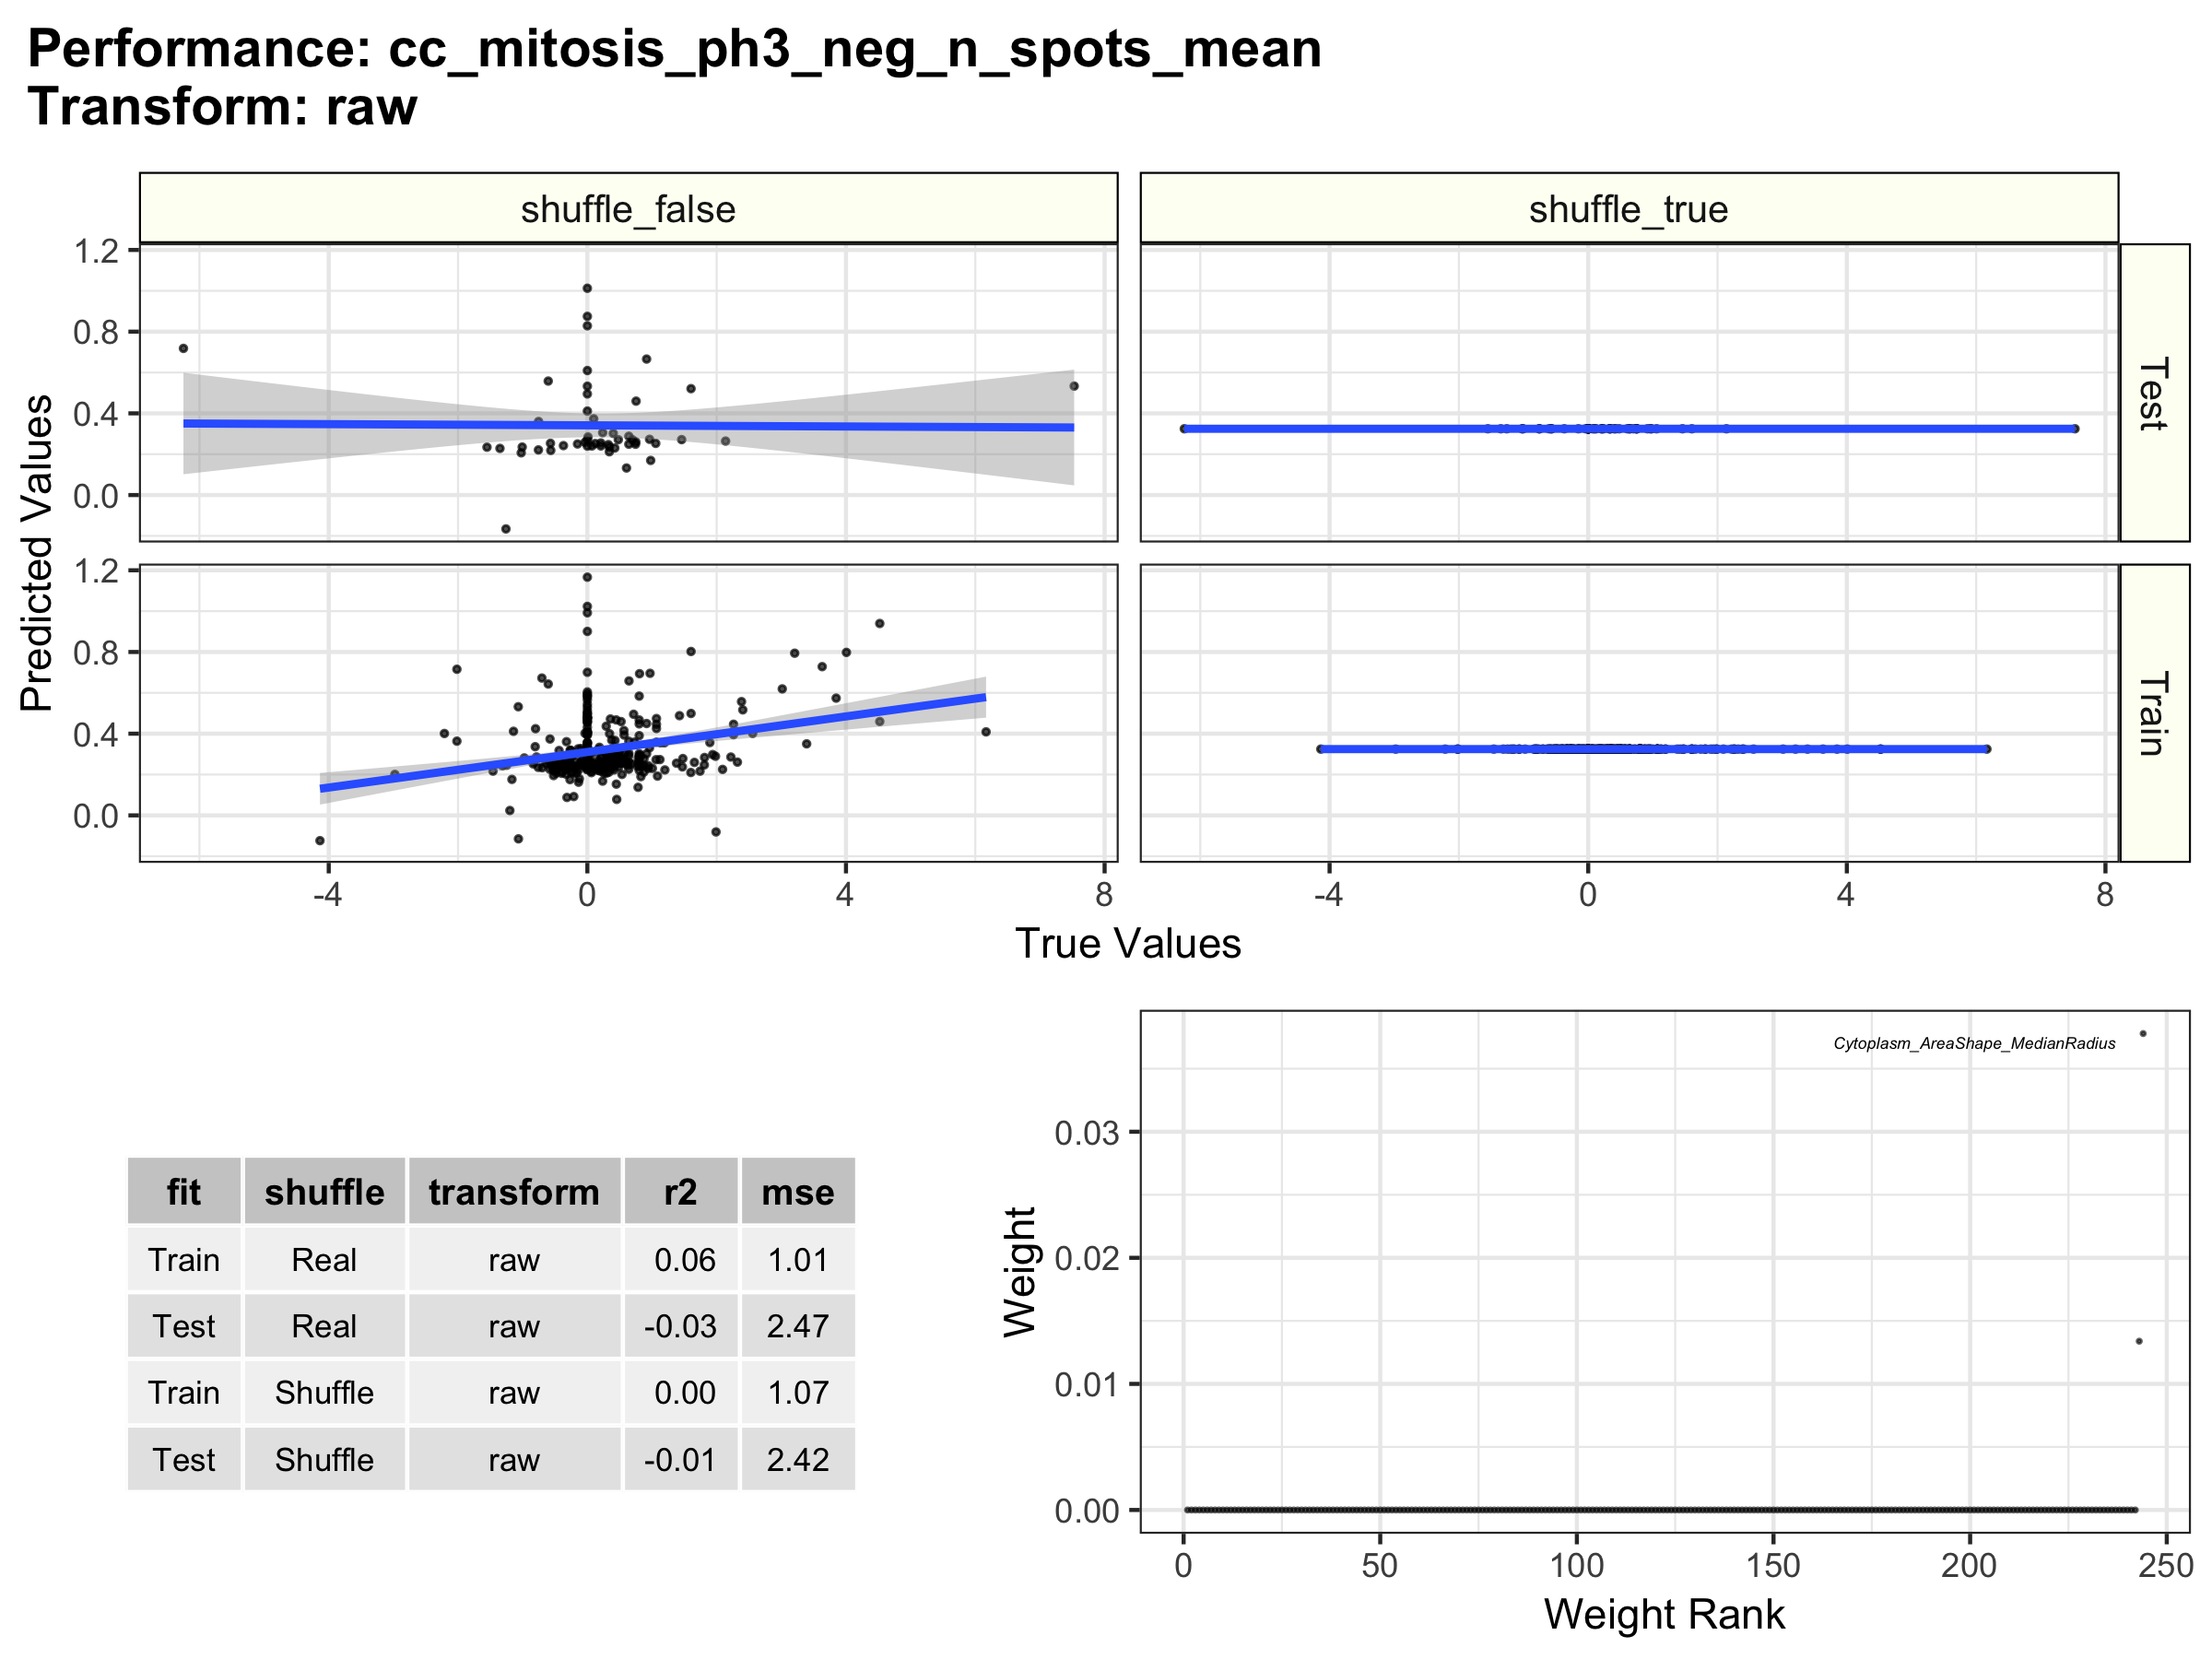 Performance: cc_mitosis_ph3_neg_n_spots_mean
Transform: raw
shuffle_false
shuffle_true
1.2
0.8
0.4
0.0
Test
1.2
0.8
0.4
0.0
Train
Predicted Values
-4 0 4 8
-4 0 4 8
True Values
fit shuffle transform r2 mse
Train Real raw 0.06 1.01
Test Real raw -0.03 2.47
Train Shuffle raw 0.00 1.07
Test Shuffle raw -0.01 2.42
Cytoplasm_AreaShape_MedianRadius
0.03
0.02
0.01
0.00
Weight
0 50 100 150 200 250
Weight Rank